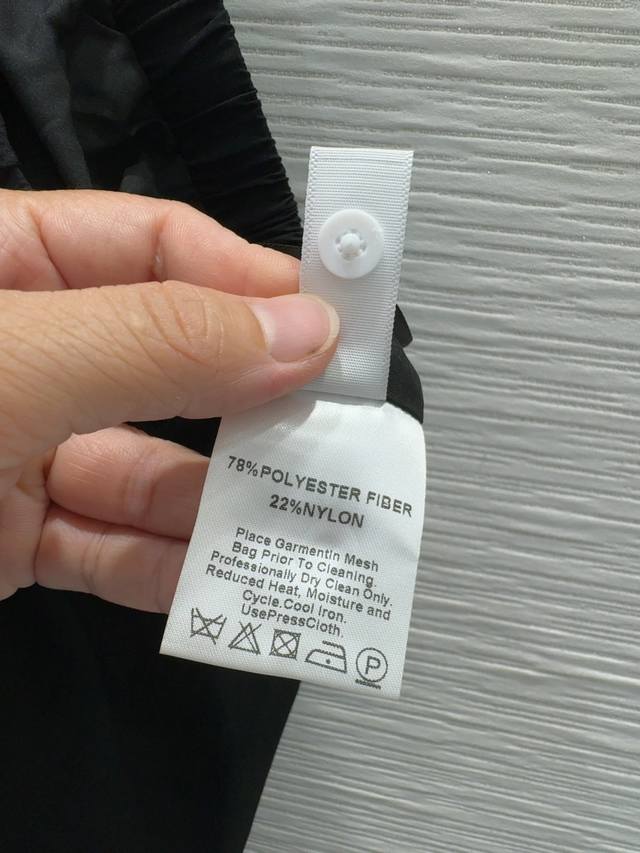 78%POLYESTER FIBER
22%NYLON
Place GarmentIn Mesh
Bag Prior To Cleaning.
Professionally Dry Clean Only.
Reduced Heat, Moisture and
Cycle.Cool Iron.
UsePressCloth.
P